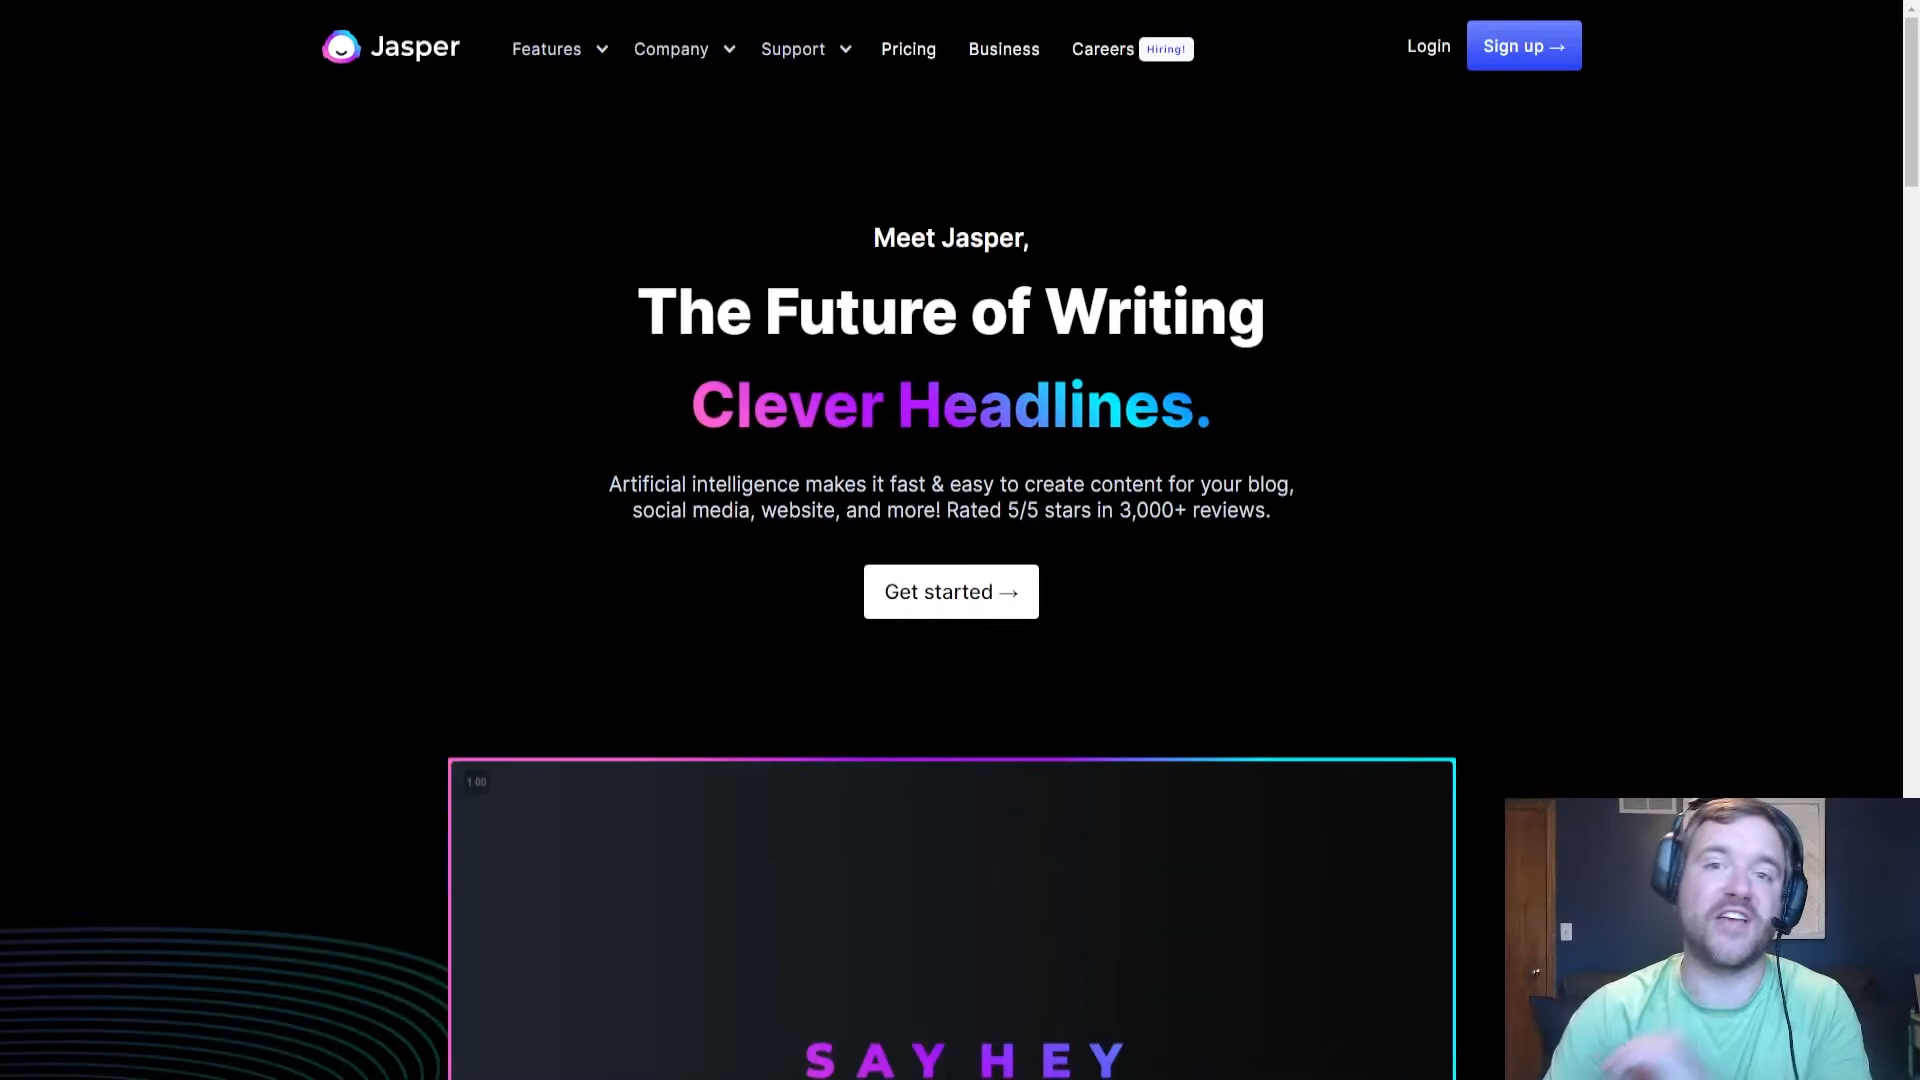 Jasper
Features
Company
Support
Pricing
Business
Careers
Hiring!
Login
Sign up →
Meet Jasper,
The Future of Writing
Clever Headlines.
Artificial intelligence makes it fast & easy to create content for your blog,
social media, website, and more! Rated 5/5 stars in 3,000+ reviews.
Get started →
1.00
SAY HEY